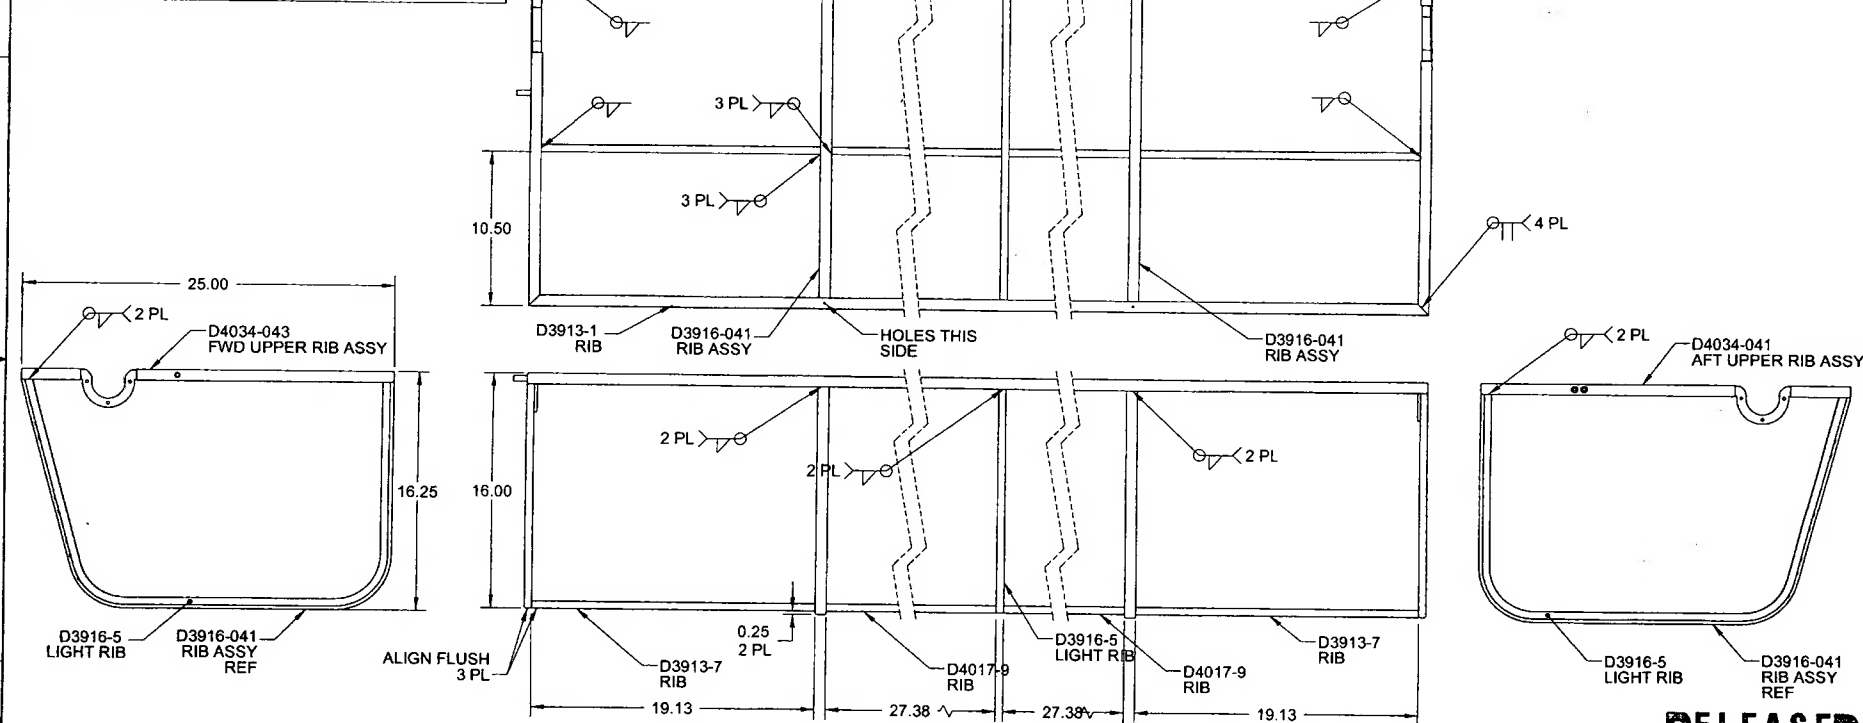 3 PL
3 PL
10.50
4 PL
D3913-1
RIB
D3916-041
RIB ASSY
HOLES THIS
SIDE
D3916-041
RIB ASSY
25.00
2 PL
D4034-043
FWD UPPER RIB ASSY
16.25
D3916-5
LIGHT RIB
D3916-041
RIB ASSY
REF
16.00
2 PL
2 PL
2 PL
ALIGN FLUSH
3 PL
D3913-7
RIB
0.25
2 PL
D4017-9
RIB
D3916-5
LIGHT RIB
D4017-9
RIB
D3913-7
RIB
19.13
27.38
27.38
19.13
2 PL
D4034-041
AFT UPPER RIB ASSY
D3916-5
LIGHT RIB
D3916-041
RIB ASSY
REF
RELEASED